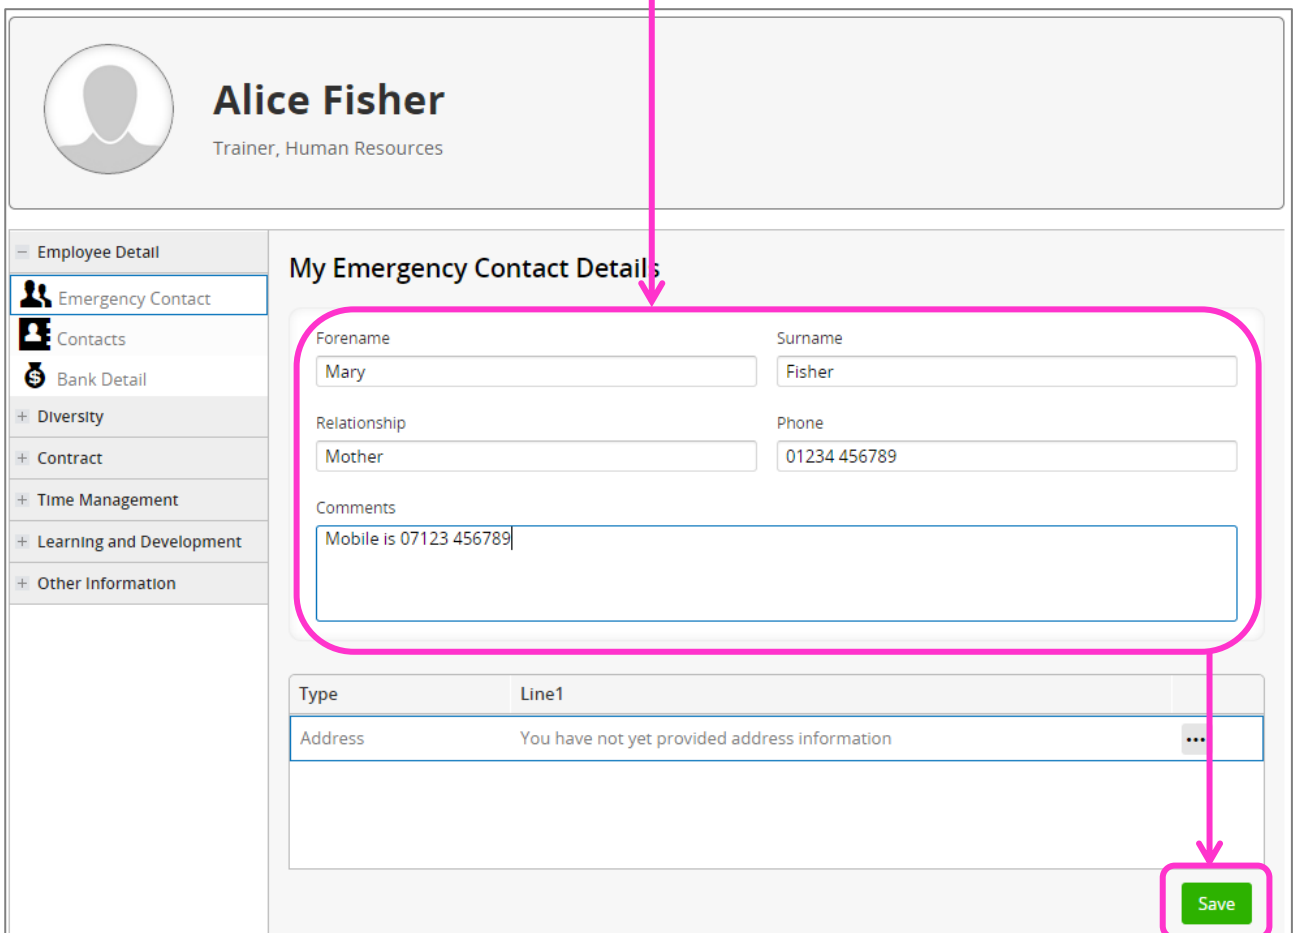 Alice Fisher
Trainer, Human Resources
Employee Detail
Emergency Contact
Contacts
Bank Detail
Diversity
Contract
Time Management
Learning and Development
Other Information
My Emergency Contact Details
Forename
Surname
Mary
Fisher
Relationship
Phone
Mother
01234 456789
Comments
Mobile is 07123 456789
Type Line1
Address You have not yet provided address information
Save